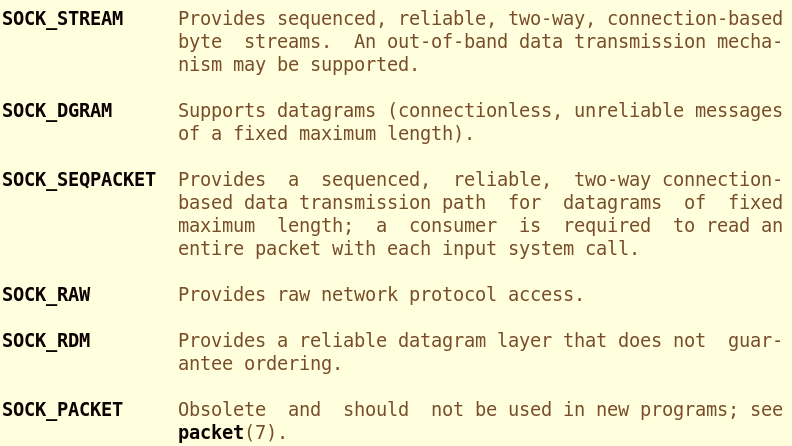 SOCK_STREAM Provides sequenced, reliable, two-way, connection-based
byte streams. An out-of-band data transmission mecha-
nism may be supported.
SOCK_DGRAM Supports datagrams (connectionless, unreliable messages
of a fixed maximum length).
SOCK_SEQPACKET Provides a sequenced, reliable, two-way connection-
based data transmission path for datagrams of fixed
maximum length; a consumer is required to read an
entire packet with each input system call.
SOCK_RAW Provides raw network protocol access.
SOCK_RDM Provides a reliable datagram layer that does not guar-
antee ordering.
SOCK_PACKET Obsolete and should not be used in new programs; see
packet(7).